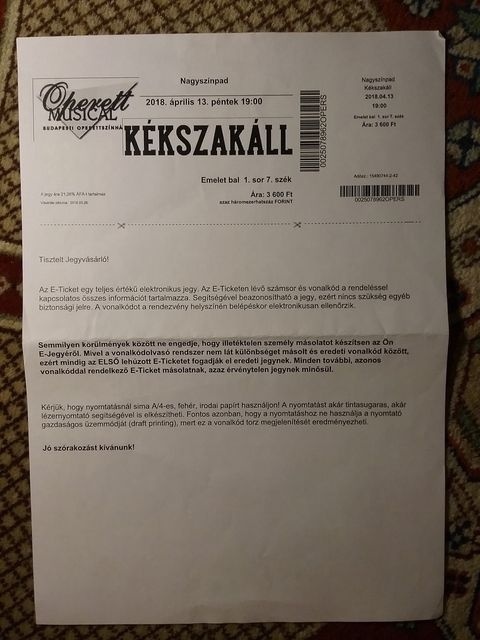 Nagyszínpad
2018. április 13. péntek 19:00
Operett
MUSICAL
BUDAPESTI OPERETTSZÍNHÁZ
KÉKSZAKÁLL
Emelet bal 1. sor 7. szék
Ára: 3 600 Ft
azaz háromezerhatszáz FORINT
0025078962OPERS
Nagyszínpad
Kékszakáll
2018.04.13
19:00
Emelet bal 1. sor 7. szék
Ára: 3 600 Ft
0025078962OPERS
Tisztelt Jegyvásárló!
Az E-Ticket egy teljes értékű elektronikus jegy. Az E-Ticketen lévő számsor és vonalkód a rendeléssel
kapcsolatos összes információt tartalmazza. Segítségével beazonosítható a jegy, ezért nincs szükség egyéb
biztonsági jelre. A vonalkódot a rendezvény helyszínén belépéskor elektronikusan ellenőrzik.
Semmilyen körülmények között ne engedje, hogy illetéktelen személy másolatot készítsen az Ön
E-Jegyéről. Mivel a vonalkódolvasó rendszer nem lát különbséget másolt és eredeti vonalkód között,
ezért mindig az ELSŐ lehúzott E-Ticketet fogadják el eredeti jegynek. Minden további, azonos
vonalkóddal rendelkező E-Ticket másolatnak, azaz érvénytelen jegynek minősül.
Kérjük, hogy nyomtatásnál sima A/4-es, fehér, irodai papírt használjon! A nyomtatást akár tintasugaras, akár
lézernyomtató segítségével is elkészítheti. Fontos azonban, hogy a nyomtatáshoz ne használja a nyomtató
gazdaságos üzemmódját (draft printing), mert ez a vonalkód torz megjelenítését eredményezheti.
Jó szórakozást kívánunk!